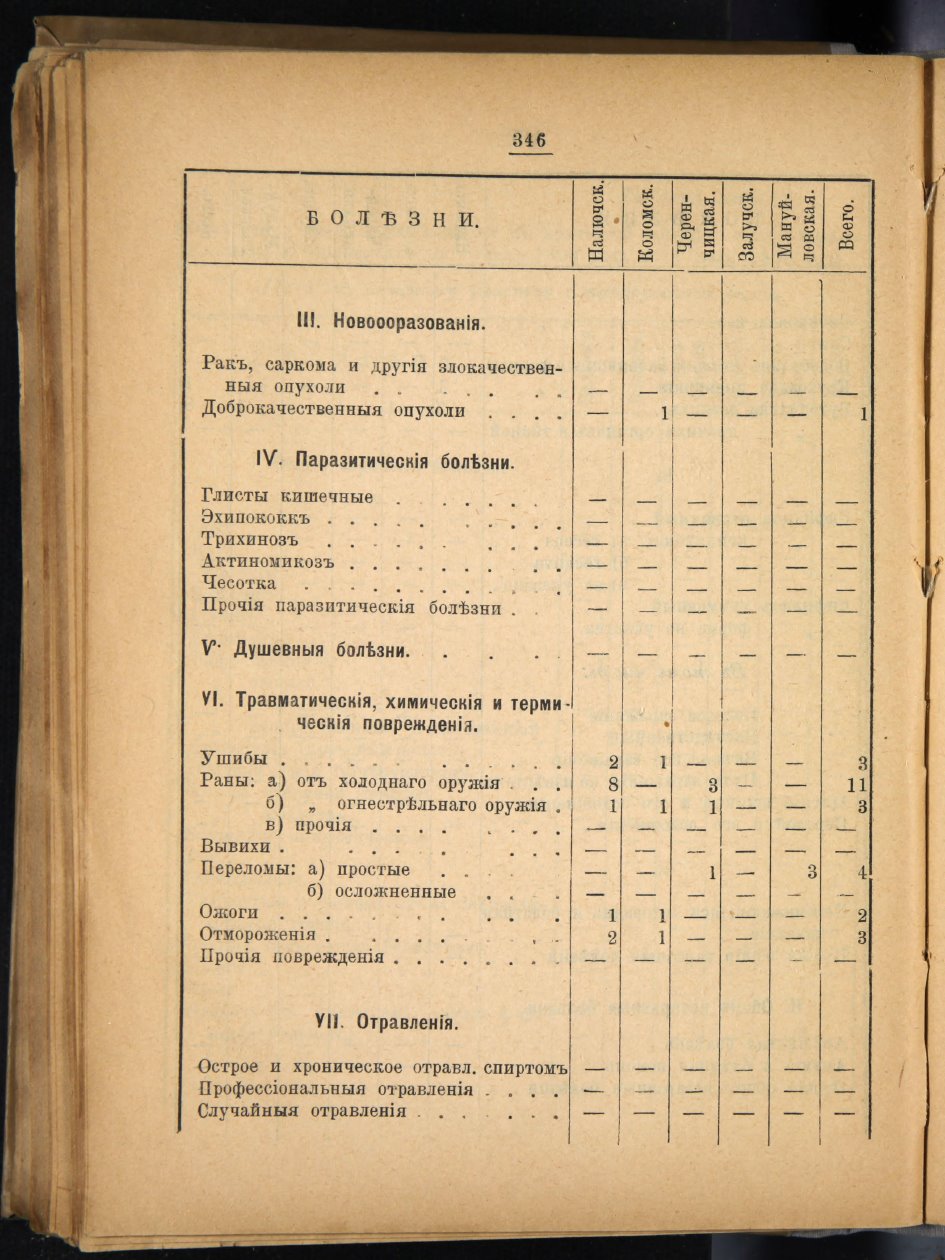 346
БОЛѢЗНИ. Налючск. Коломск. Черен-чицкая. Залучск. Мануй-ловская. Всего.
III. Новоооразованія.
Ракъ, саркома и другія злокачествен-
ныя опухоли . . . . . . . — — — — — —
Доброкачественныя опухоли . . . . — 1 — — — 1
IV. Паразитическія болѣзни.
Глисты кишечные . . . . . . — — — — — —
Эхипококкъ . . . . . . . . . — — — — — —
Трихинозъ . . . . . . . . — — — — — —
Актиномикозъ . . . . . . . . — — — — — —
Чесотка . . . . . . . . . . . — — — — — —
Прочія паразитическія болѣзни . . . — — — — — —
V. Душевныя болѣзни. . . . . — — — — — —
VI. Травматическія, химическія и терми-
ческія поврежденія.
Ушибы . . . . . . . . . . 2 1 — — — 3
Раны: а) отъ холоднаго оружія . . . 8 — 3 — — 11
б) „ огнестрѣльнаго оружія . 1 1 1 — — 3
в) прочія . . . . . . . . — — — — — —
Вывихи . . . . . . . . — — — — — —
Переломы: а) простые . . . . — — 1 — 3 4
б) осложненные . . . — — — — — —
Ожоги . . . . . . . . . . 1 1 — — — 2
Отмороженія . . . . . . . . . 2 1 — — — 3
Прочія поврежденія . . . . . . . . — — — — — —
VII. Отравленія.
Острое и хроническое отравл. спиртомъ — — — — — —
Профессіональныя отравленія . . . . — — — — — —
Случайныя отравленія . . . . . . — — — — — —